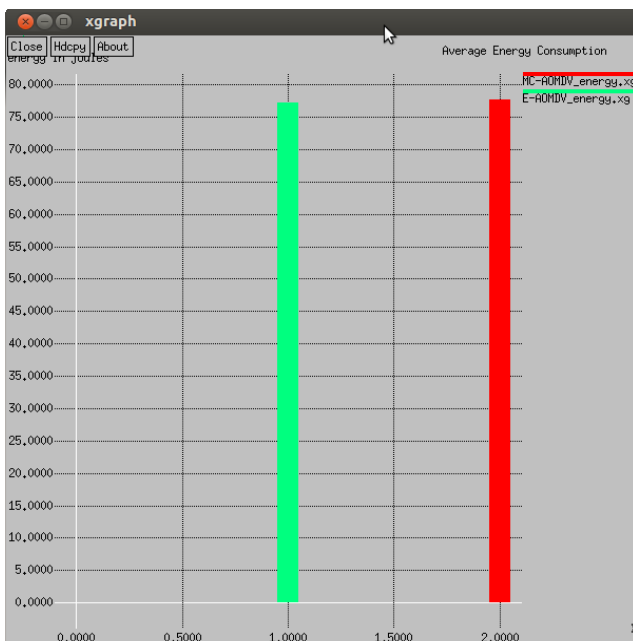 xgraph
Close Hdcpy About
Average Energy Consumption
energy in joules
MC-AOMDV_energy.xg
E-AOMDV_energy.xg
80.0000
75.0000
70.0000
65.0000
60.0000
55.0000
50.0000
45.0000
40.0000
35.0000
30.0000
25.0000
20.0000
15.0000
10.0000
5.0000
0.0000
0.0000 0.5000 1.0000 1.5000 2.0000